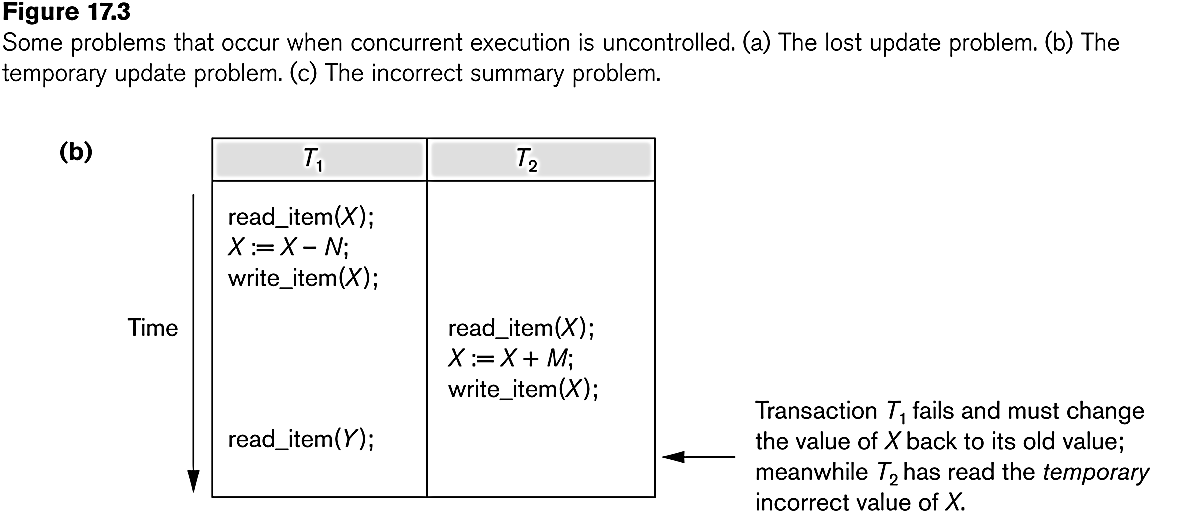 Figure 17.3
Some problems that occur when concurrent execution is uncontrolled. (a) The lost update problem. (b) The
temporary update problem. (c) The incorrect summary problem.
(b)
T1
T2
read_item(X);
X := X – N;
write_item(X);
Time
read_item(X);
X := X + M;
write_item(X);
read_item(Y);
Transaction T1 fails and must change
the value of X back to its old value;
meanwhile T2 has read the temporary
incorrect value of X.